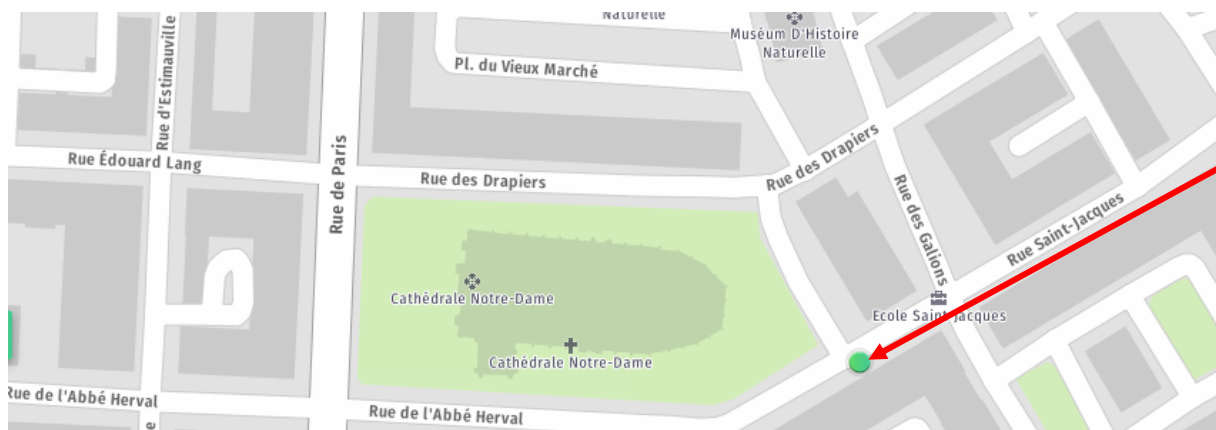 Naturelle
Muséum D'Histoire
Naturelle
Pl. du Vieux Marché
Rue d'Estimauville
Rue Édouard Lang
Rue de Paris
Rue des Drapiers
Rue des Drapiers
Rue des Galions
Rue Saint-Jacques
Cathédrale Notre-Dame
Ecole Saint-Jacques
Cathédrale Notre-Dame
Rue de l'Abbé Herval
Rue de l'Abbé Herval
e